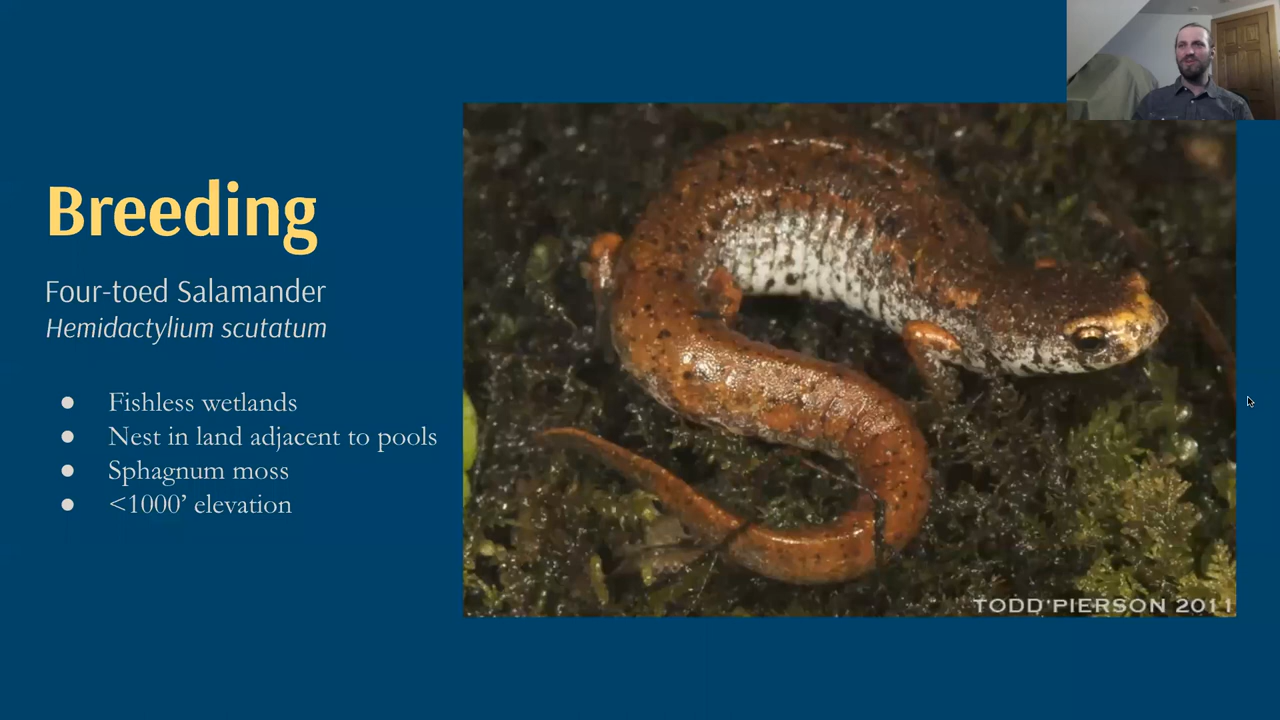 Breeding
Four-toed Salamander
Hemidactylium scutatum
● Fishless wetlands
● Nest in land adjacent to pools
● Sphagnum moss
● <1000’ elevation
TODD PIERSON 2011